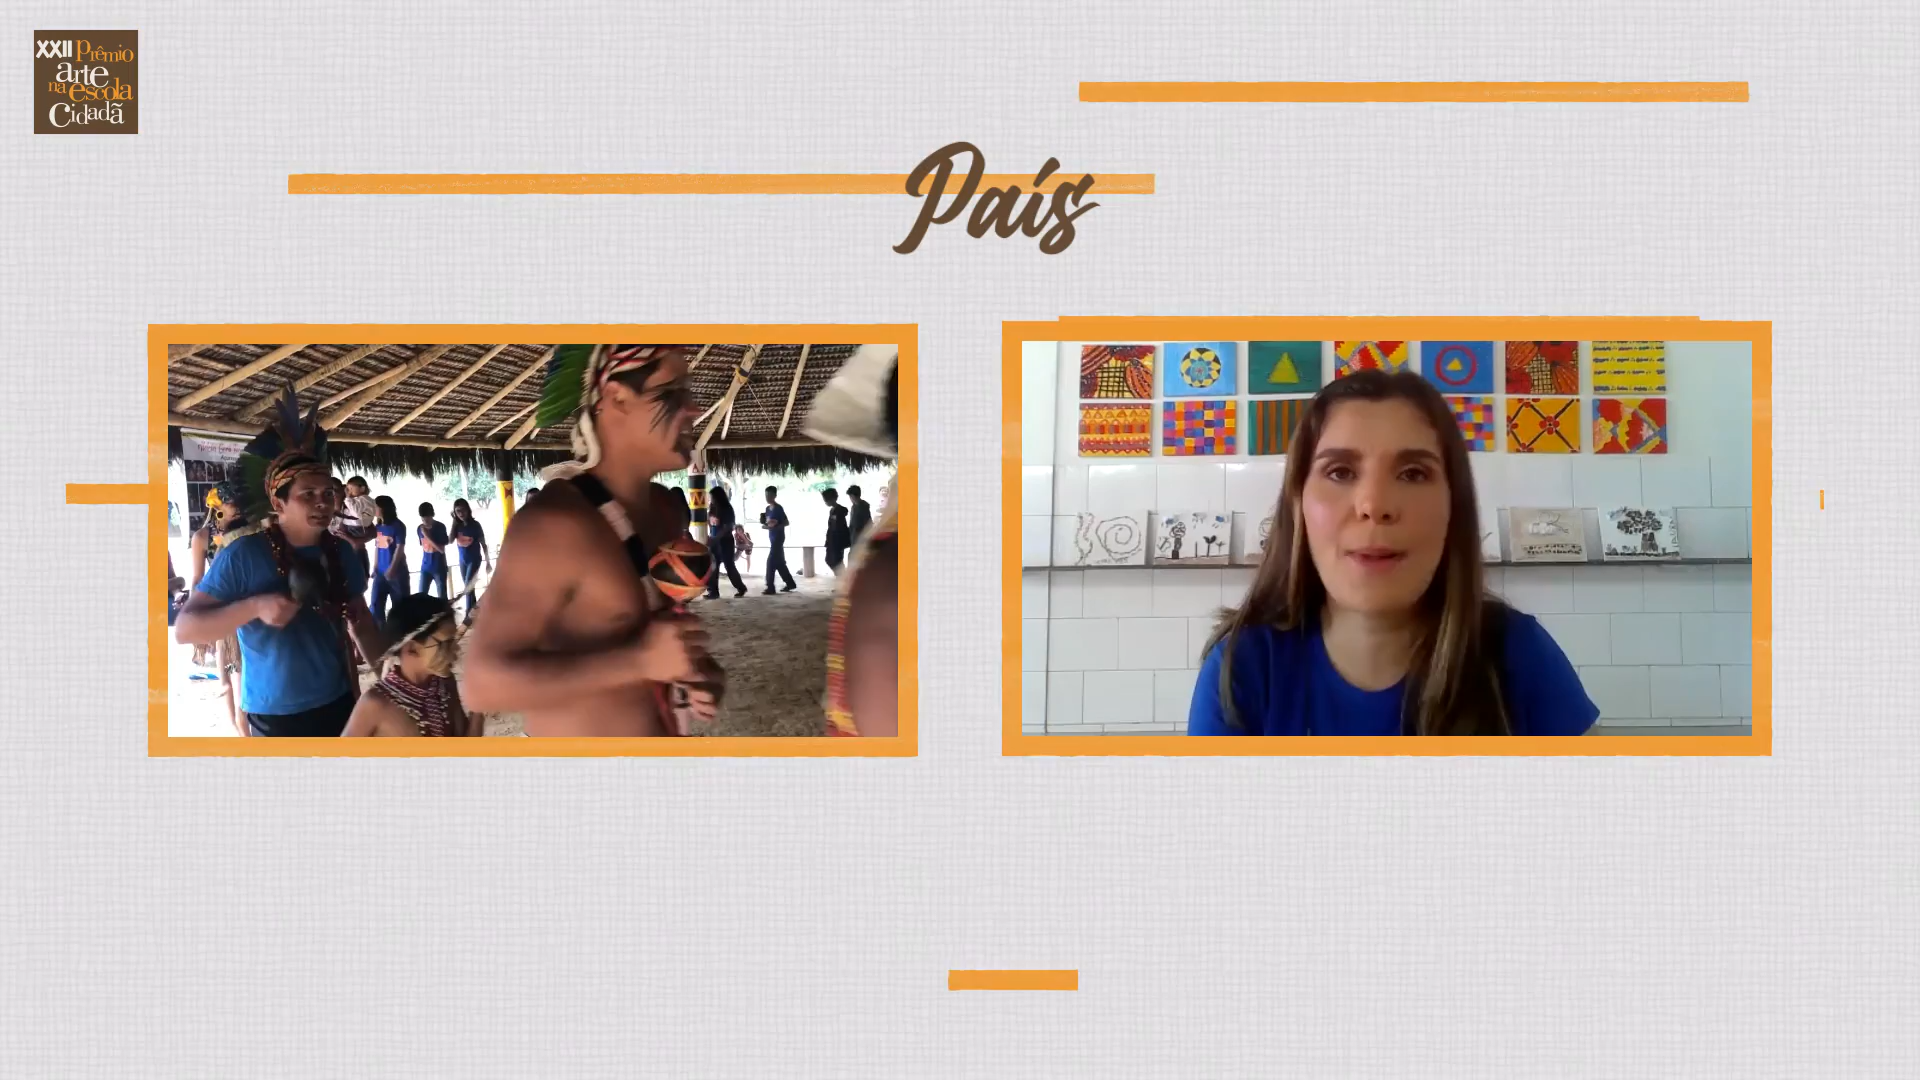 XXII Prêmio
arte
na escola
Cidadã
País